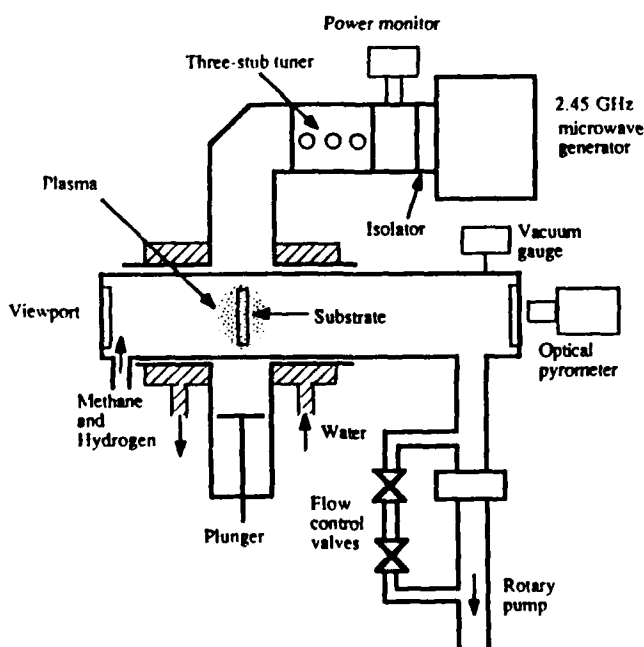 Power monitor
Three-stub tuner
2.45 GHz
microwave
generator
Plasma
Isolator
Vacuum
gauge
Viewport
Substrate
Optical
pyrometer
Methane
and
Hydrogen
Water
Plunger
Flow
control
valves
Rotary
pump